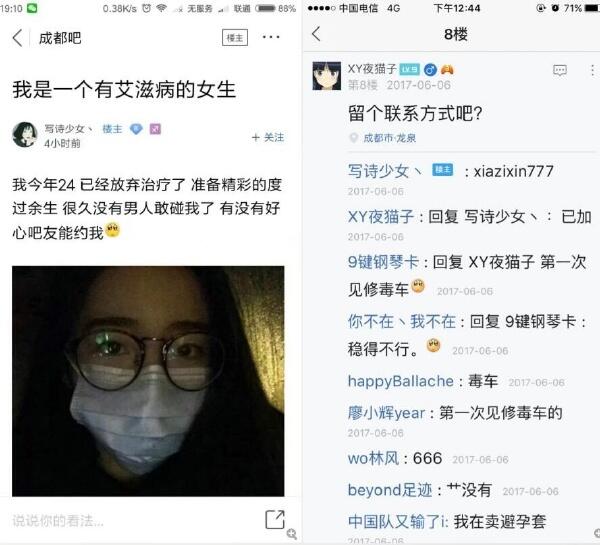 19:10
0.38K/s
无服务
联通
88%
成都吧
楼主
我是一个有艾滋病的女生
写诗少女丶 楼主
4小时前
+ 关注
我今年24 已经放弃治疗了 准备精彩的度
过余生 很久没有男人敢碰我了 有没有好
心吧友能约我
说说你的看法...
中国电信 4G
下午12:44
71%
8楼
XY夜猫子 LV.9
第8楼 2017-06-06
留个联系方式吧?
成都市·龙泉
写诗少女丶 楼主 : xiazixin777
2017-06-06
XY夜猫子 : 回复 写诗少女丶 : 已加
2017-06-06
9键钢琴卡 : 回复 XY夜猫子 第一次
见修毒车 2017-06-06
你不在丶我不在 : 回复 9键钢琴卡 :
稳得不行。 2017-06-06
happyBallache : 毒车 2017-06-06
廖小辉year : 第一次见修毒车的
2017-06-06
wo林风 : 666 2017-06-06
beyond足迹 : 艹没有 2017-06-06
中国队又输了i: 我在卖避孕套